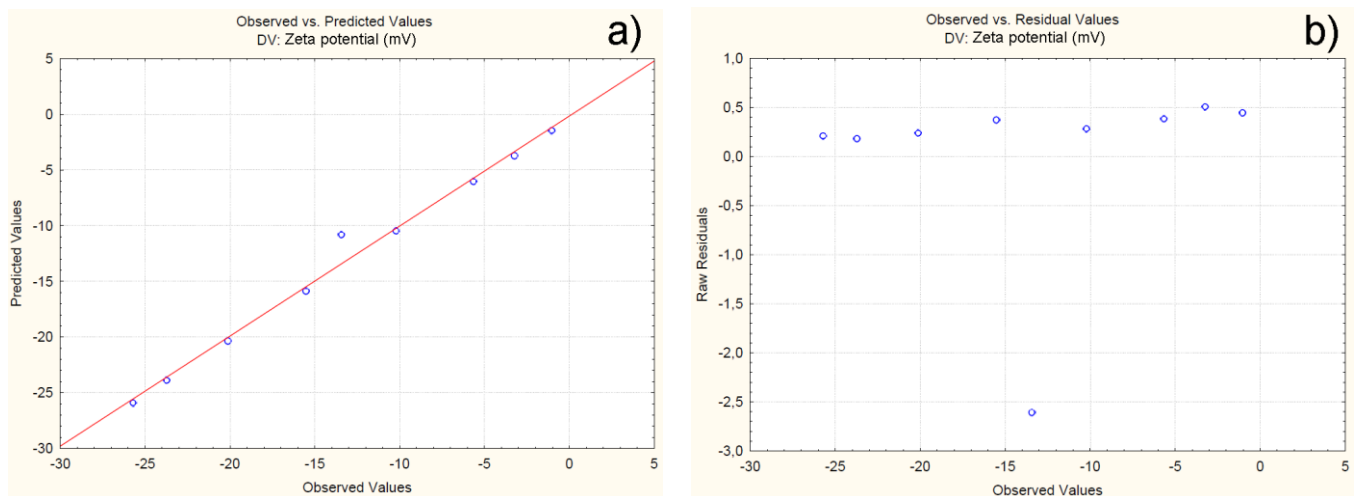 Observed vs. Predicted Values
DV: Zeta potential (mV)
a)
5
0
-5
-10
-15
-20
-25
-30
Predicted Values
-30 -25 -20 -15 -10 -5 0 5
Observed Values
Observed vs. Residual Values
DV: Zeta potential (mV)
b)
1,0
0,5
0,0
-0,5
-1,0
-1,5
-2,0
-2,5
-3,0
Raw Residuals
-30 -25 -20 -15 -10 -5 0 5
Observed Values